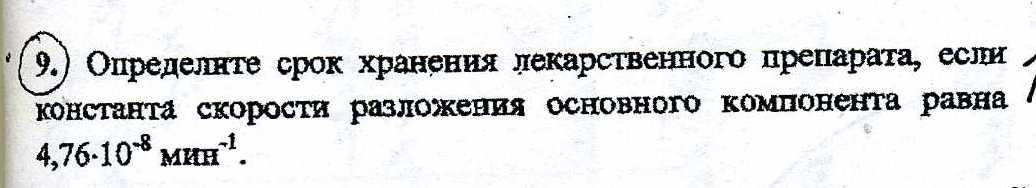 9. Определите срок хранения лекарственного препарата, если
константа скорости разложения основного компонента равна
4,76·10⁻⁸ мин⁻¹.